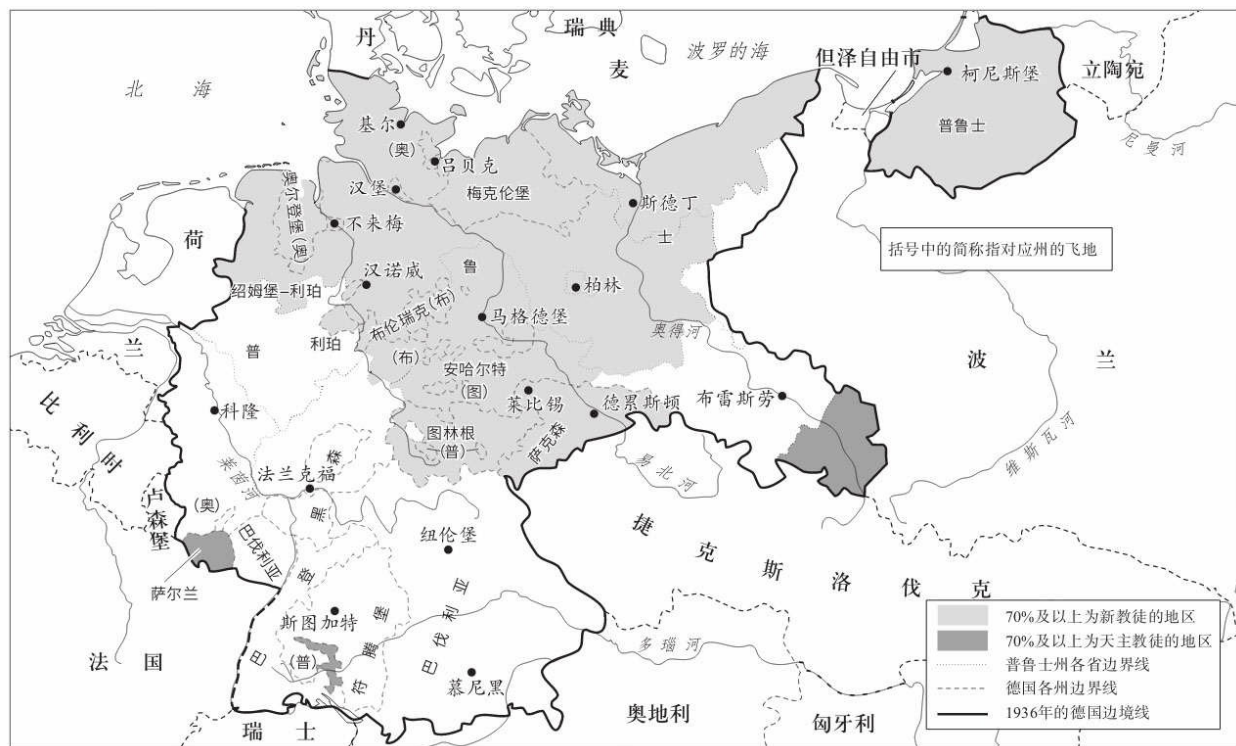 丹麦
瑞典
波罗的海
北海
但泽自由市
立陶宛
柯尼斯堡
普鲁士
尼曼河
基尔
(奥)
吕贝克
汉堡
梅克伦堡
奥尔登堡(奥)
不来梅
斯德丁
士
荷兰
括号中的简称指对应州的飞地
汉诺威
鲁
柏林
绍姆堡-利珀
布伦瑞克(布)
马格德堡
奥得河
利珀
普
(布)
安哈尔特
(图)
波兰
比利时
科隆
莱比锡
德累斯顿
布雷斯劳
图林根
(普)
萨克森
维斯瓦河
莱茵河
法兰克福
黑森
易北河
卢森堡
(奥)
巴伐利亚
纽伦堡
捷克斯洛伐克
萨尔兰
巴登
斯图加特
符腾堡
巴伐利亚
(普)
多瑙河
慕尼黑
法国
瑞士
奥地利
匈牙利
70%及以上为新教徒的地区
70%及以上为天主教徒的地区
普鲁士州各省边界线
德国各州边界线
1936年的德国边境线